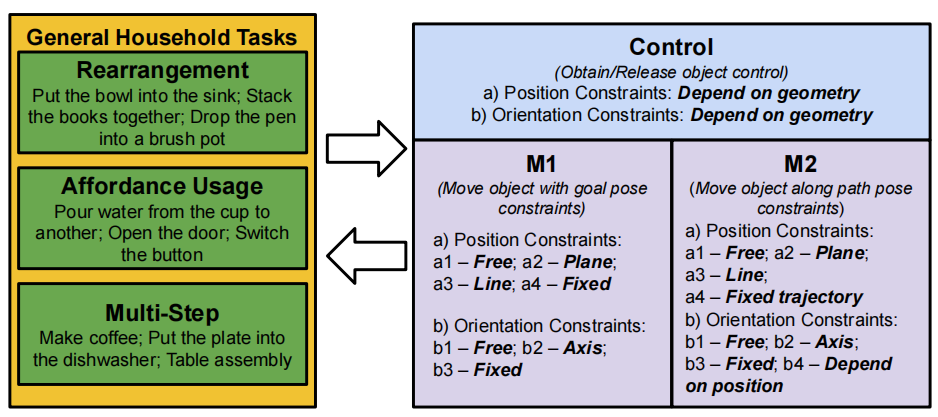 General Household Tasks
Rearrangement
Put the bowl into the sink; Stack
the books together; Drop the pen
into a brush pot
Affordance Usage
Pour water from the cup to
another; Open the door; Switch
the button
Multi-Step
Make coffee; Put the plate into
the dishwasher; Table assembly
Control
(Obtain/Release object control)
a) Position Constraints: Depend on geometry
b) Orientation Constraints: Depend on geometry
M1
(Move object with goal pose
constraints)
a) Position Constraints:
a1 – Free; a2 – Plane;
a3 – Line; a4 – Fixed
b) Orientation Constraints:
b1 – Free; b2 – Axis;
b3 – Fixed
M2
(Move object along path pose
constraints)
a) Position Constraints:
a1 – Free; a2 – Plane;
a3 – Line;
a4 – Fixed trajectory
b) Orientation Constraints:
b1 – Free; b2 – Axis;
b3 – Fixed; b4 – Depend
on position